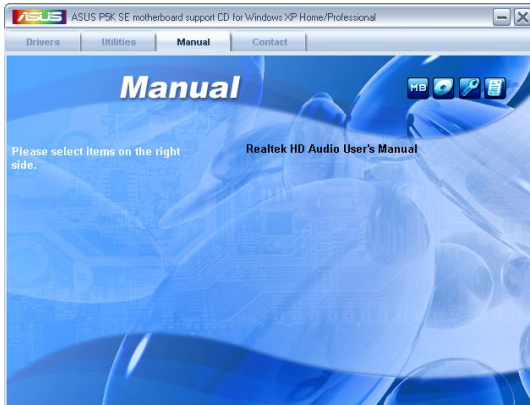 ASUS ASUS P5K SE motherboard support CD for Windows XP Home/Professional
Drivers Utilities Manual Contact
Manual
MB
Please select items on the right
side.
Realtek HD Audio User's Manual